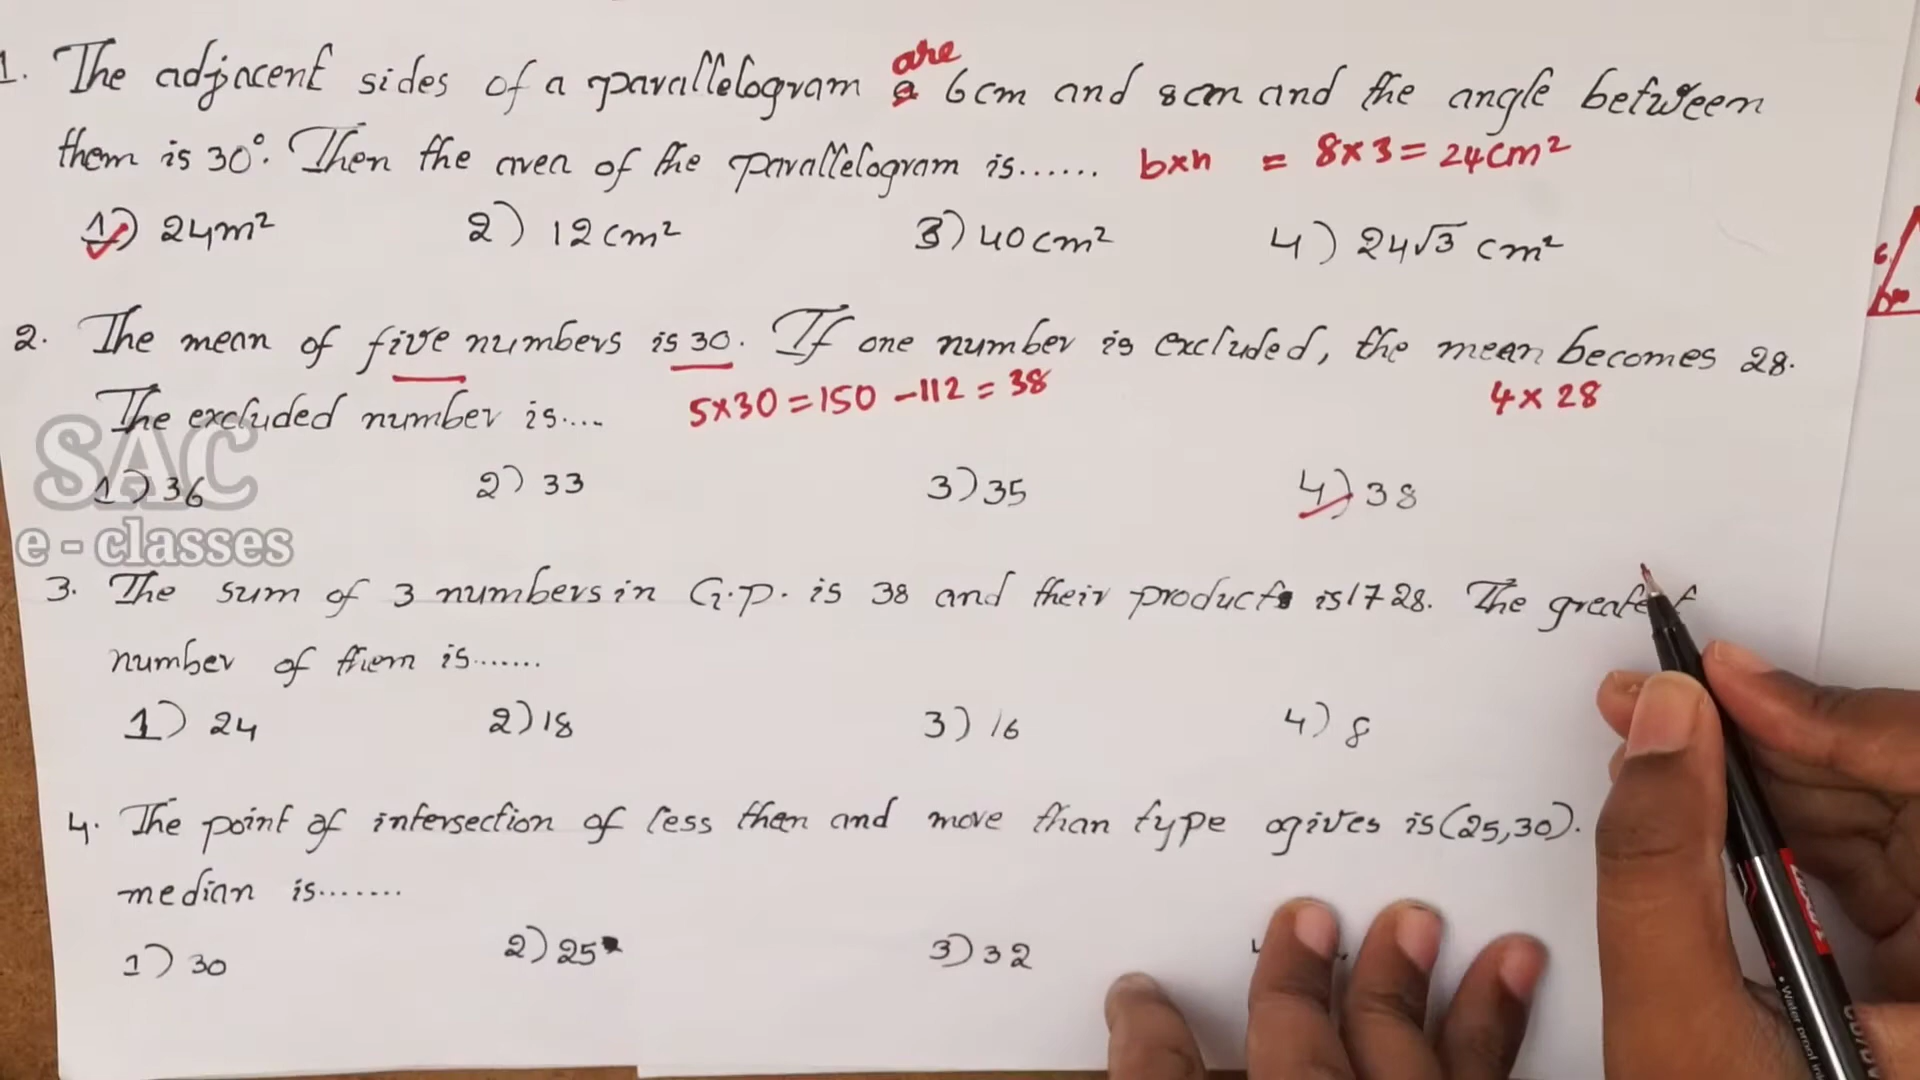 are
1. The adjacent sides of a parallelogram a 6cm and 8cm and the angle between
them is 30°. Then the area of the parallelogram is...... b×h = 8×3 = 24cm²
1) 24m² 2) 12cm² 3) 40cm² 4) 24√3 cm²
6
2. The mean of five numbers is 30. If one number is excluded, the mean becomes 28.
The excluded number is.... 5×30=150 -112 = 38 4×28
1) 36 2) 33 3) 35 4) 38
SAC
e - classes
3. The sum of 3 numbers in G.P. is 38 and their product is 1728. The greatest
number of them is.......
1) 24 2) 18 3) 16 4) 8
4. The point of intersection of less then and more than type ogives is (25,30).
median is.......
1) 30 2) 25 3) 32